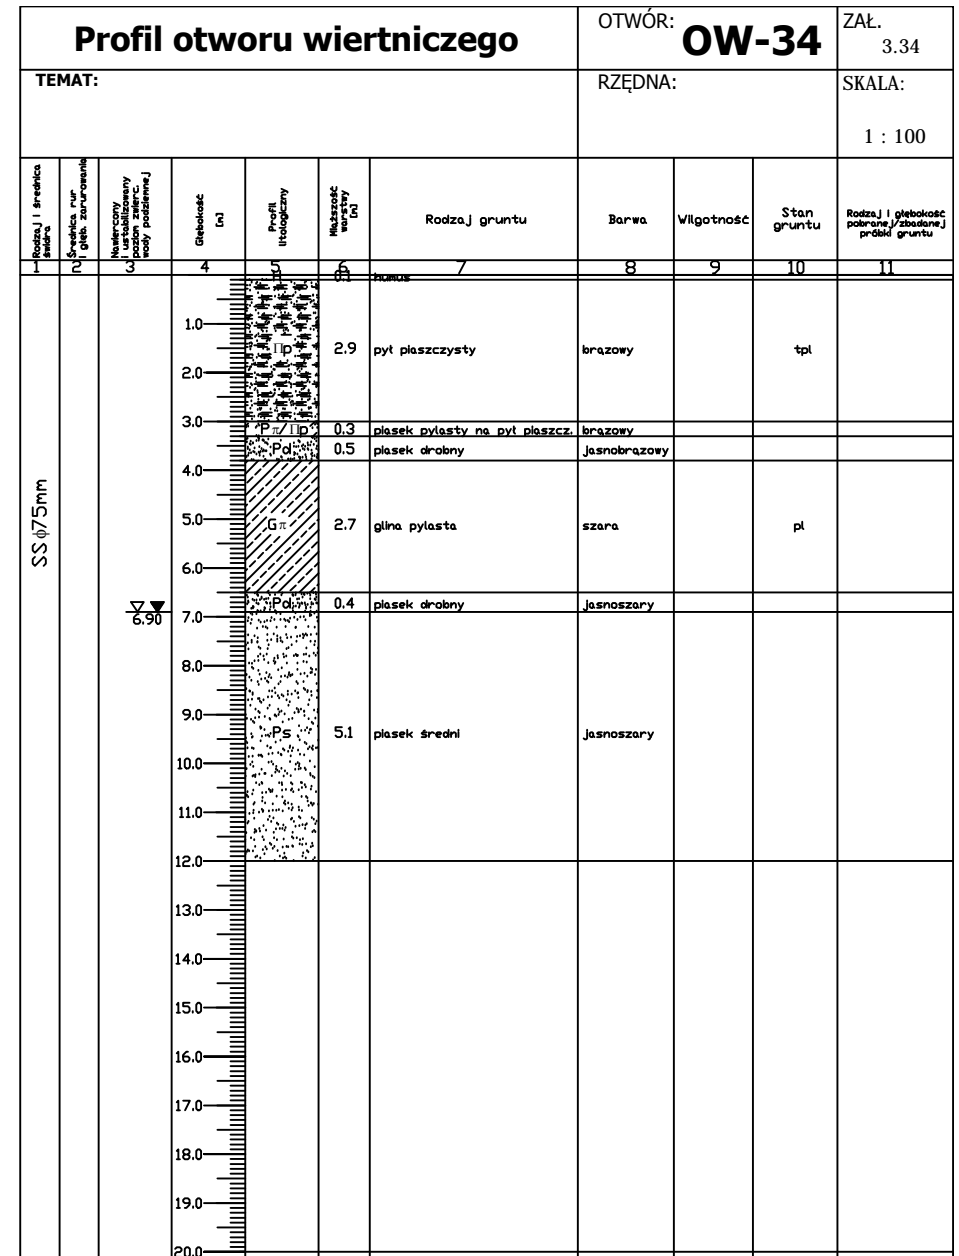 Profil otworu wiertniczego
OTWÓR: OW-34
ZAŁ.
3.34
TEMAT:
RZĘDNA:
SKALA:
1 : 100
Rodzaj i średnica
świdra
Średnica rur
i głęb. zarurowania
Nawiercony
i ustabilizowany
poziom zwierc.
wody podziemnej
Głębokość
[m]
Profil
litologiczny
Miąższość
warstwy
[m]
Rodzaj gruntu
Barwa
Wilgotność
Stan
gruntu
Rodzaj i głębokość
pobranej/zbadanej
próbki gruntu
1 2 3 4 5 6 7 8 9 10 11
0.1 humus
1.0
Πp 2.9 pył piaszczysty brązowy tpl
2.0
3.0
Pπ/Πp 0.3 piasek pylasty na pył piaszcz. brązowy
Pd 0.5 piasek drobny jasnobrązowy
4.0
SSϕ75mm
5.0 Gπ 2.7 glina pylasta szara pl
6.0
Pd 0.4 piasek drobny jasnoszary
6.90
7.0
8.0
9.0
Ps 5.1 piasek średni jasnoszary
10.0
11.0
12.0
13.0
14.0
15.0
16.0
17.0
18.0
19.0
20.0